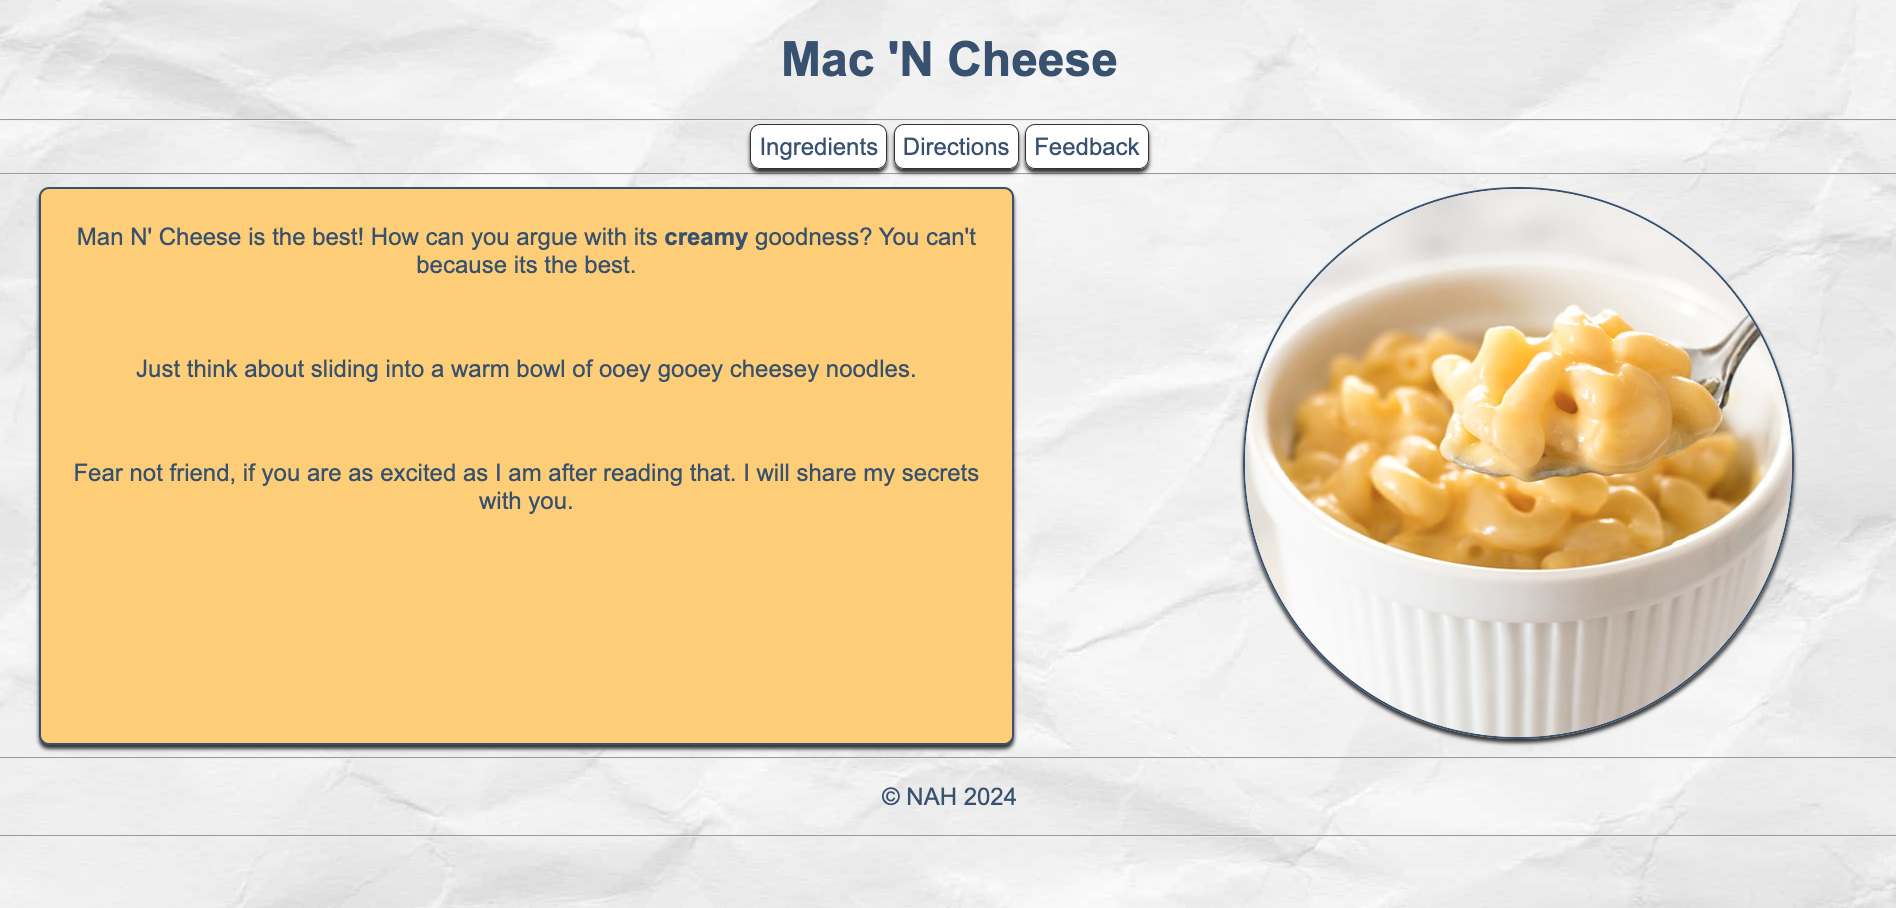 Mac 'N Cheese
Ingredients
Directions
Feedback
Man N' Cheese is the best! How can you argue with its creamy goodness? You can't
because its the best.
Just think about sliding into a warm bowl of ooey gooey cheesey noodles.
Fear not friend, if you are as excited as I am after reading that. I will share my secrets
with you.
© NAH 2024